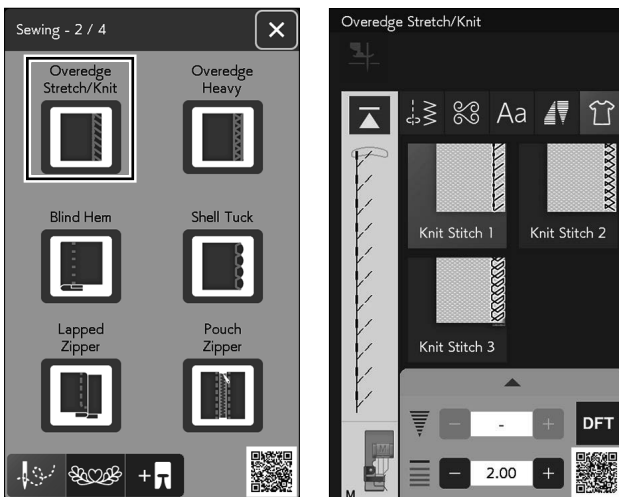 Sewing - 2 / 4
Overedge
Stretch/Knit
Overedge
Heavy
Blind Hem
Shell Tuck
Lapped
Zipper
Pouch
Zipper
+
Overedge Stretch/Knit
Aa
Knit Stitch 1
Knit Stitch 2
Knit Stitch 3
- - + DFT
- 2.00 +
M